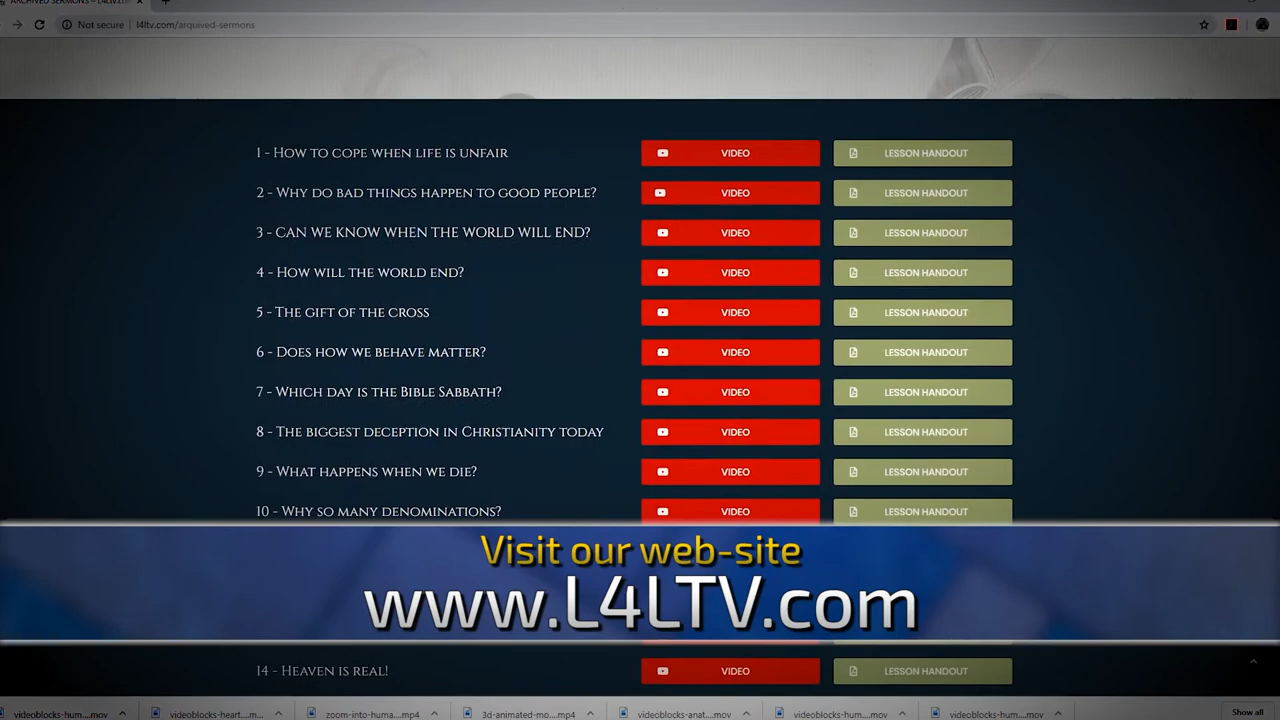 ARCHIVED SERMONS – L4LTV.C
Not secure
l4ltv.com/arquived-sermons
1 - How to cope when life is unfair VIDEO LESSON HANDOUT
2 - Why do bad things happen to good people? VIDEO LESSON HANDOUT
3 - CAN WE KNOW WHEN THE WORLD WILL END? VIDEO LESSON HANDOUT
4 - How will the world end? VIDEO LESSON HANDOUT
5 - The gift of the cross VIDEO LESSON HANDOUT
6 - Does how we behave matter? VIDEO LESSON HANDOUT
7 - Which day is the Bible Sabbath? VIDEO LESSON HANDOUT
8 - The biggest deception in Christianity today VIDEO LESSON HANDOUT
9 - What happens when we die? VIDEO LESSON HANDOUT
10 - Why so many denominations? VIDEO LESSON HANDOUT
Visit our web-site
www.L4LTV.com
14 - Heaven is real! VIDEO LESSON HANDOUT
videoblocks-hum....mov videoblocks-heart....m... zoom-into-huma....mp4 3d-animated-mo....mp4 videoblocks-anat....mov videoblocks-hum....mov videoblocks-hum....mov Show all